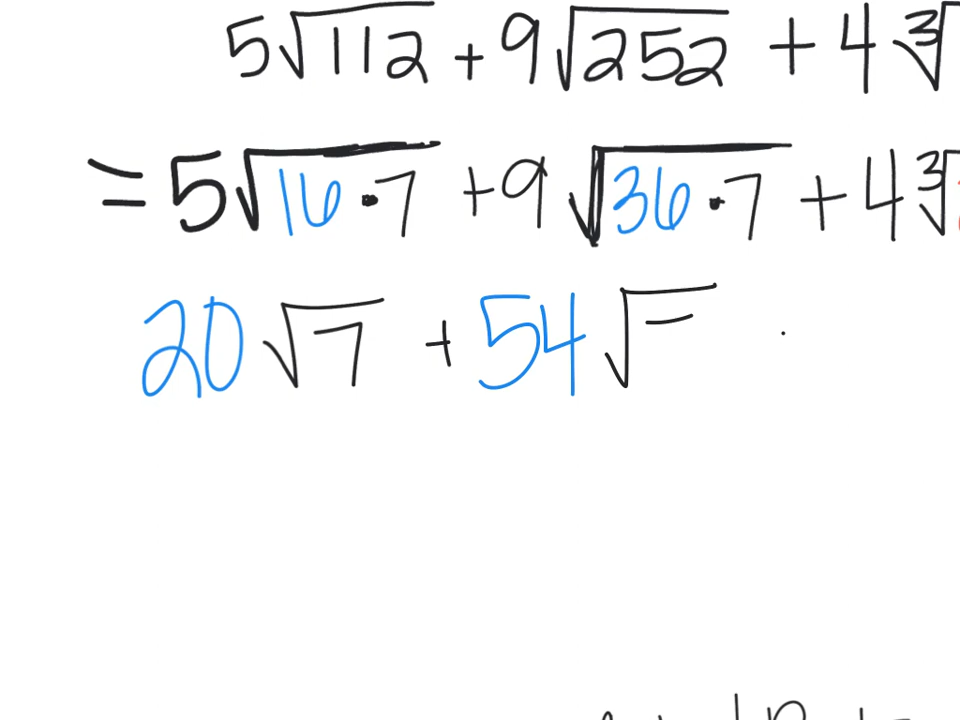 5√112 + 9√252 + 4∛
= 5√16·7 + 9√36·7 + 4∛
20√7 + 54√